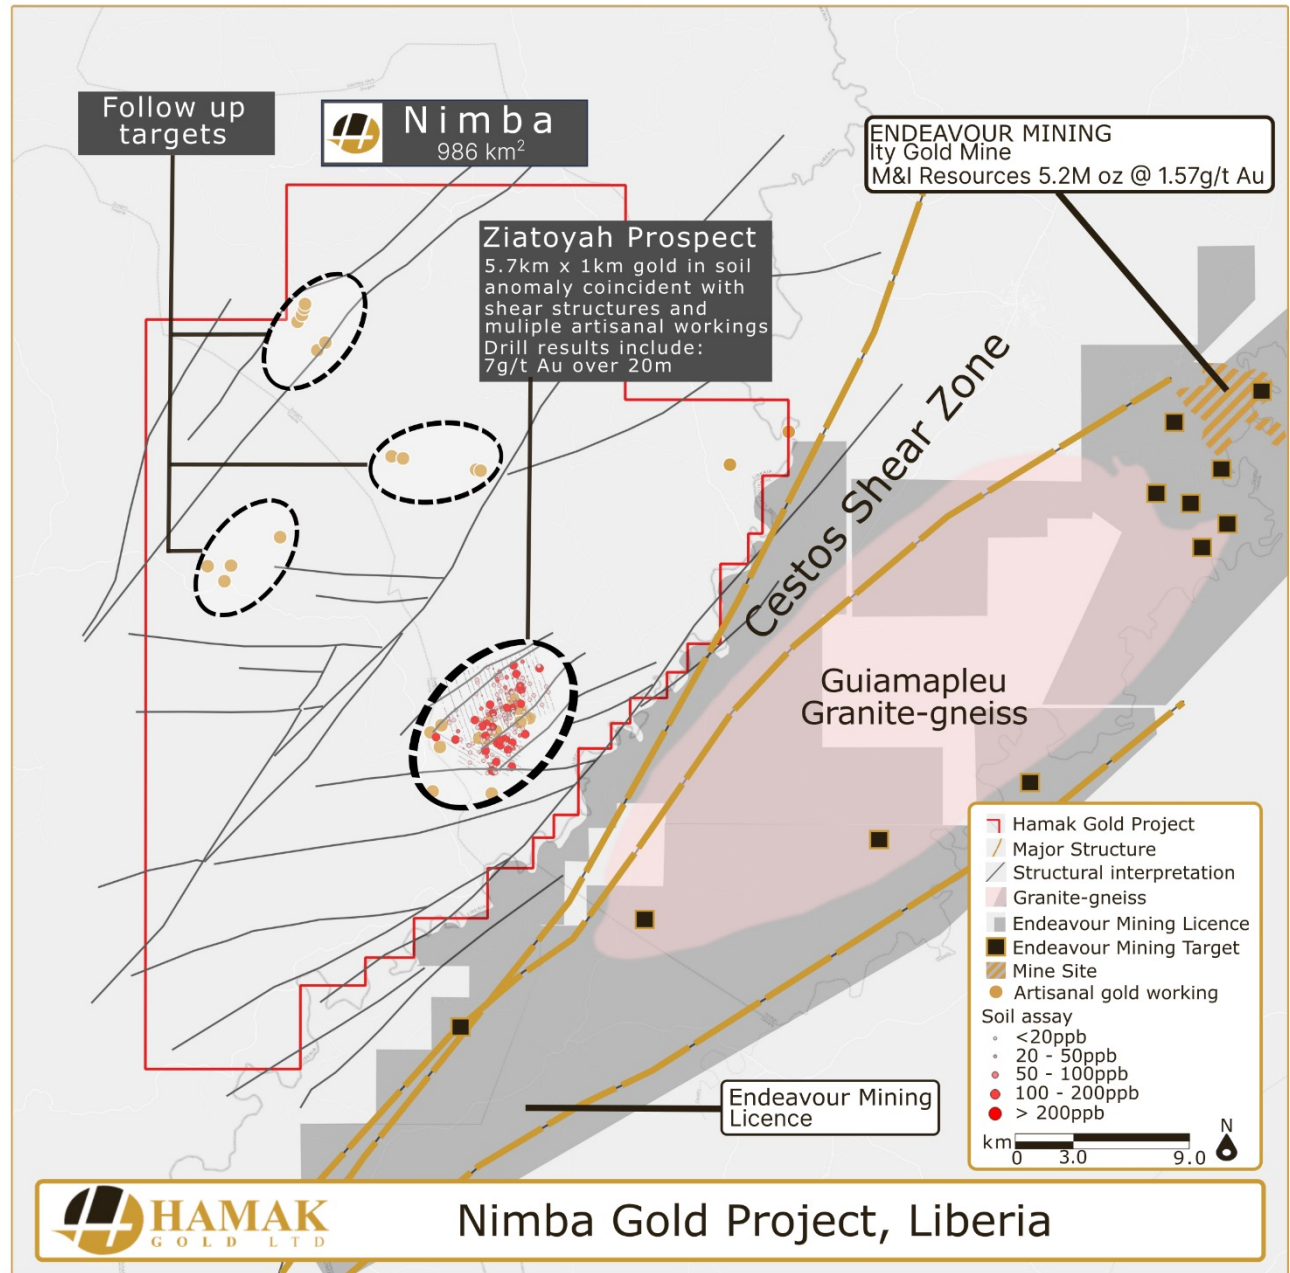 Follow up
targets
Nimba
986 km²
ENDEAVOUR MINING
Ity Gold Mine
M&I Resources 5.2M oz @ 1.57g/t Au
Ziatoyah Prospect
5.7km x 1km gold in soil
anomaly coincident with
shear structures and
muliple artisanal workings
Drill results include:
7g/t Au over 20m
Cestos Shear Zone
Guiamapleu
Granite-gneiss
Hamak Gold Project
Major Structure
Structural interpretation
Granite-gneiss
Endeavour Mining Licence
Endeavour Mining Target
Mine Site
Artisanal gold working
Soil assay
<20ppb
20 - 50ppb
50 - 100ppb
100 - 200ppb
> 200ppb
km
0 3.0 9.0
N
Endeavour Mining
Licence
HAMAK
GOLD LTD
Nimba Gold Project, Liberia